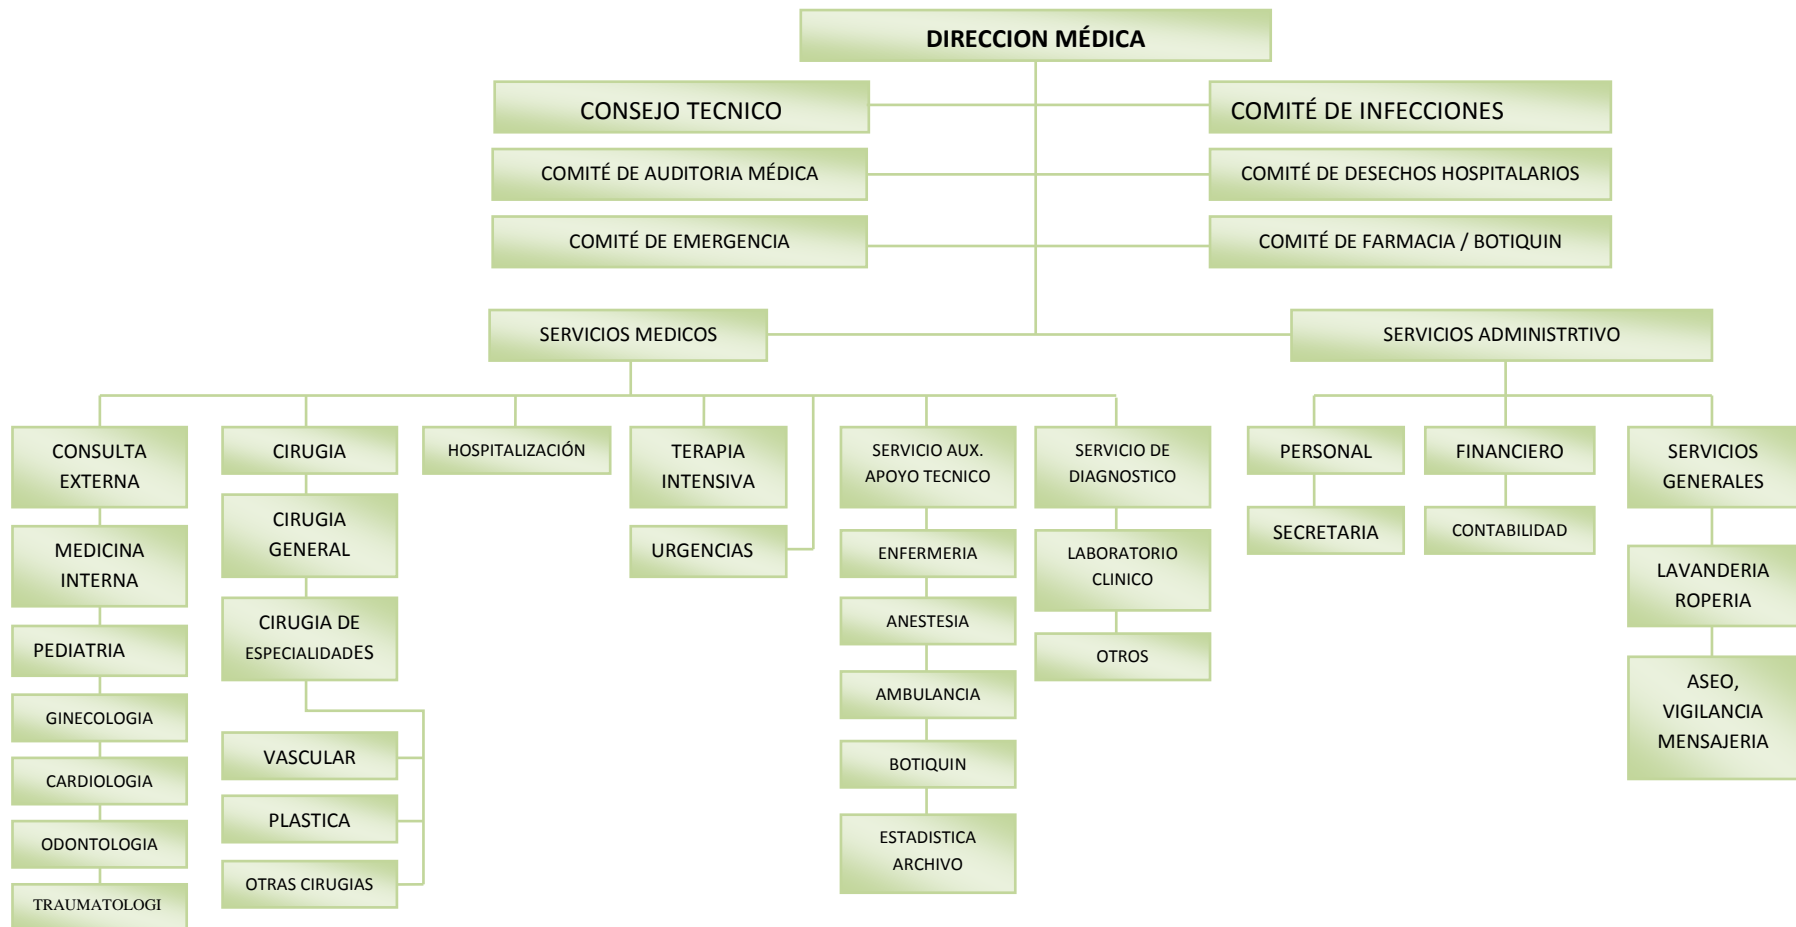 DIRECCION MÉDICA
CONSEJO TECNICO
COMITÉ DE INFECCIONES
COMITÉ DE AUDITORIA MÉDICA
COMITÉ DE DESECHOS HOSPITALARIOS
COMITÉ DE EMERGENCIA
COMITÉ DE FARMACIA / BOTIQUIN
SERVICIOS MEDICOS
SERVICIOS ADMINISTRTIVO
CONSULTA
EXTERNA
MEDICINA
INTERNA
PEDIATRIA
GINECOLOGIA
CARDIOLOGIA
ODONTOLOGIA
TRAUMATOLOGI
CIRUGIA
CIRUGIA
GENERAL
CIRUGIA DE
ESPECIALIDADES
VASCULAR
PLASTICA
OTRAS CIRUGIAS
HOSPITALIZACIÓN
TERAPIA
INTENSIVA
URGENCIAS
SERVICIO AUX.
APOYO TECNICO
ENFERMERIA
ANESTESIA
AMBULANCIA
BOTIQUIN
ESTADISTICA
ARCHIVO
SERVICIO DE
DIAGNOSTICO
LABORATORIO
CLINICO
OTROS
PERSONAL
SECRETARIA
FINANCIERO
CONTABILIDAD
SERVICIOS
GENERALES
LAVANDERIA
ROPERIA
ASEO,
VIGILANCIA
MENSAJERIA